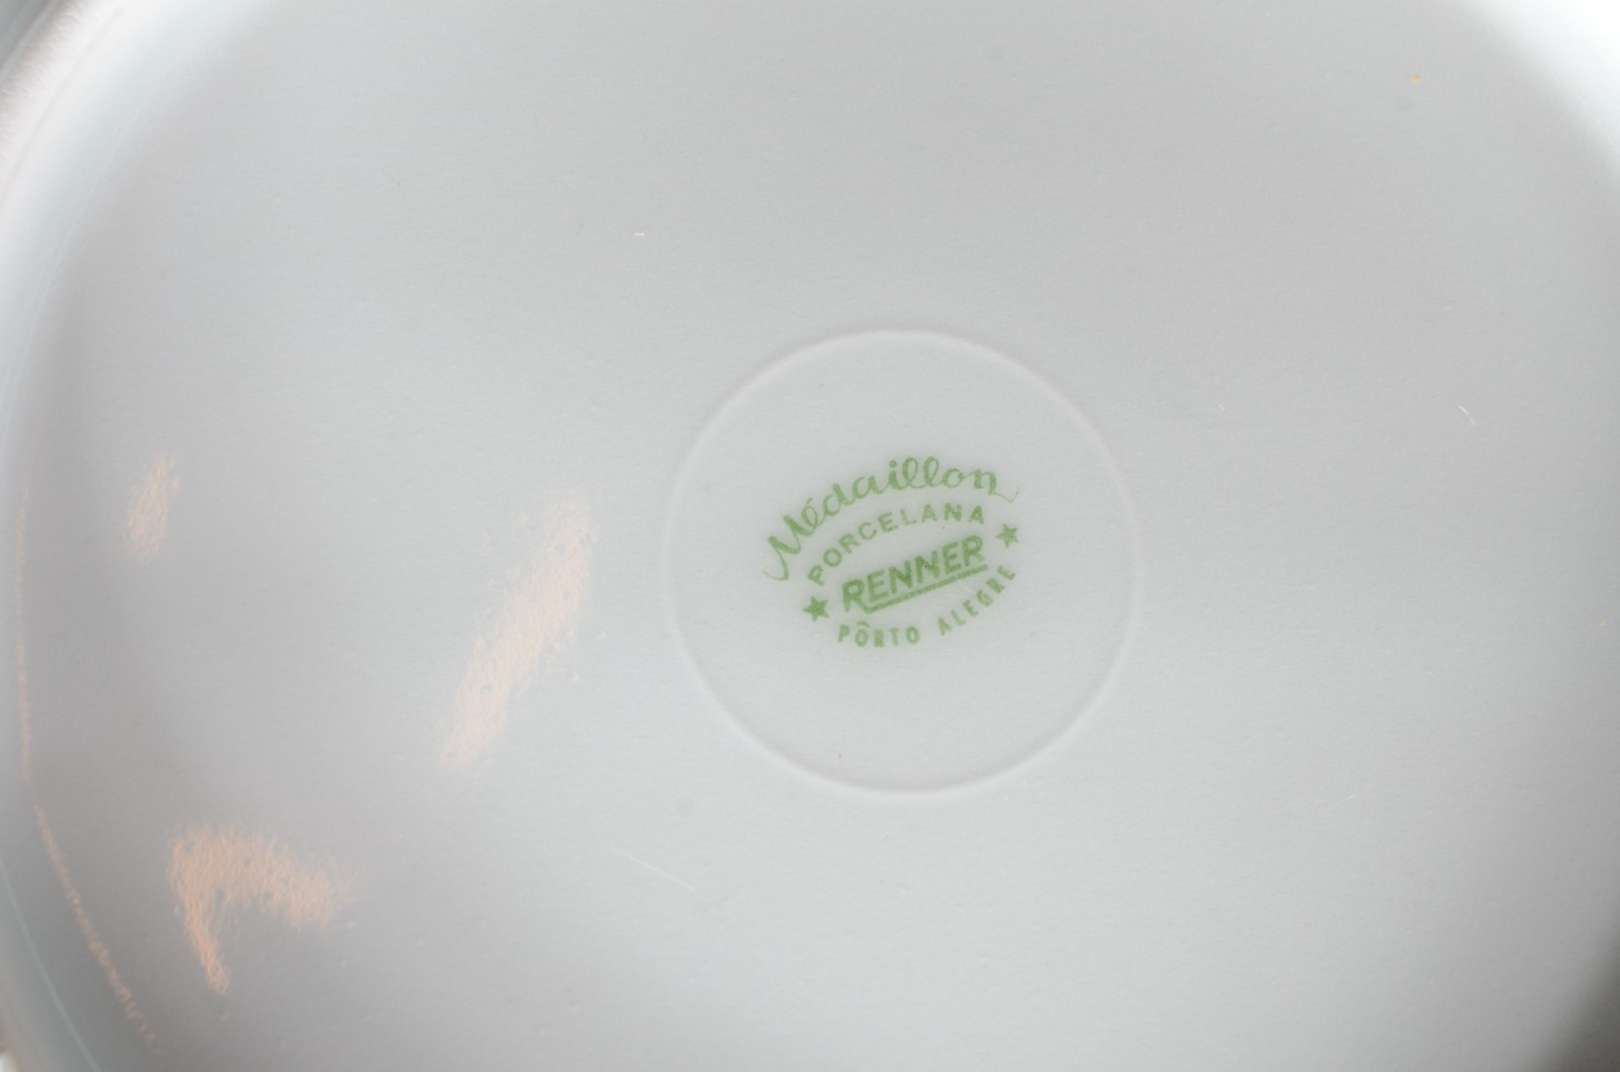 Médaillon
PORCELANA
★ RENNER ★
PÔRTO ALEGRE